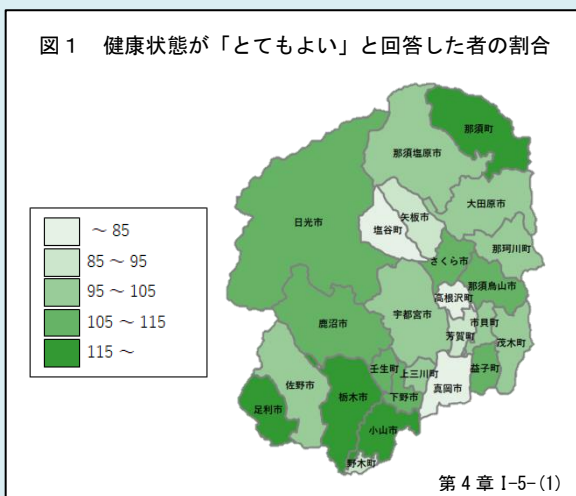 図1 健康状態が「とてもよい」と回答した者の割合
那須町
那須塩原市
大田原市
日光市
矢板市
塩谷町
那珂川町
さくら市
那須烏山市
高根沢町
宇都宮市
市貝町
芳賀町
茂木町
鹿沼市
上三川町
壬生町
益子町
真岡市
佐野市
下野市
栃木市
足利市
小山市
野木町
~ 85
85 ~ 95
95 ~ 105
105 ~ 115
115 ~
第4章 I-5-(1)